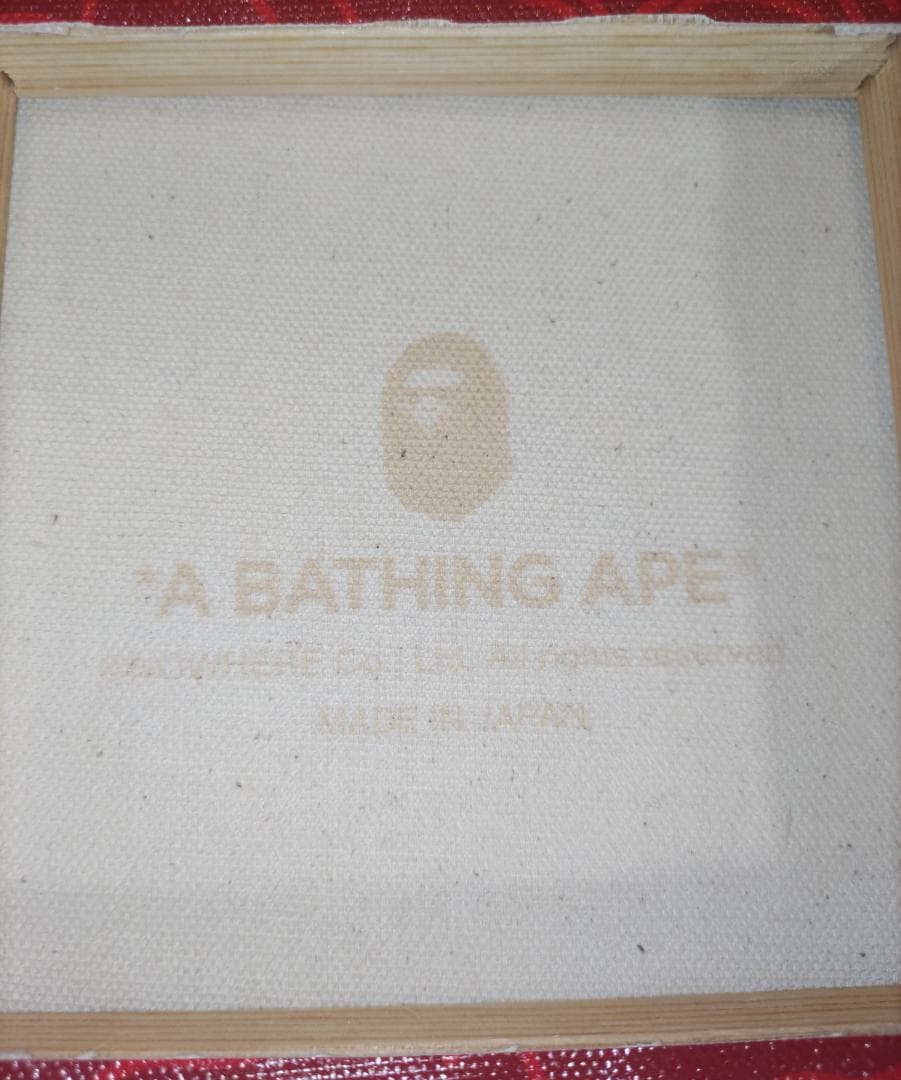 *A BATHING APE*
©NOWHERE Co., Ltd. All rights reserved
MADE IN JAPAN